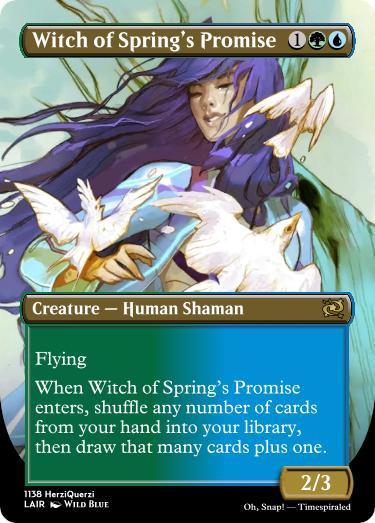 Witch of Spring's Promise 1
Creature — Human Shaman
Flying
When Witch of Spring's Promise
enters, shuffle any number of cards
from your hand into your library,
then draw that many cards plus one.
2/3
1138 HerziQuerzi
LAIR Wild Blue
Oh, Snap! — Timespiraled